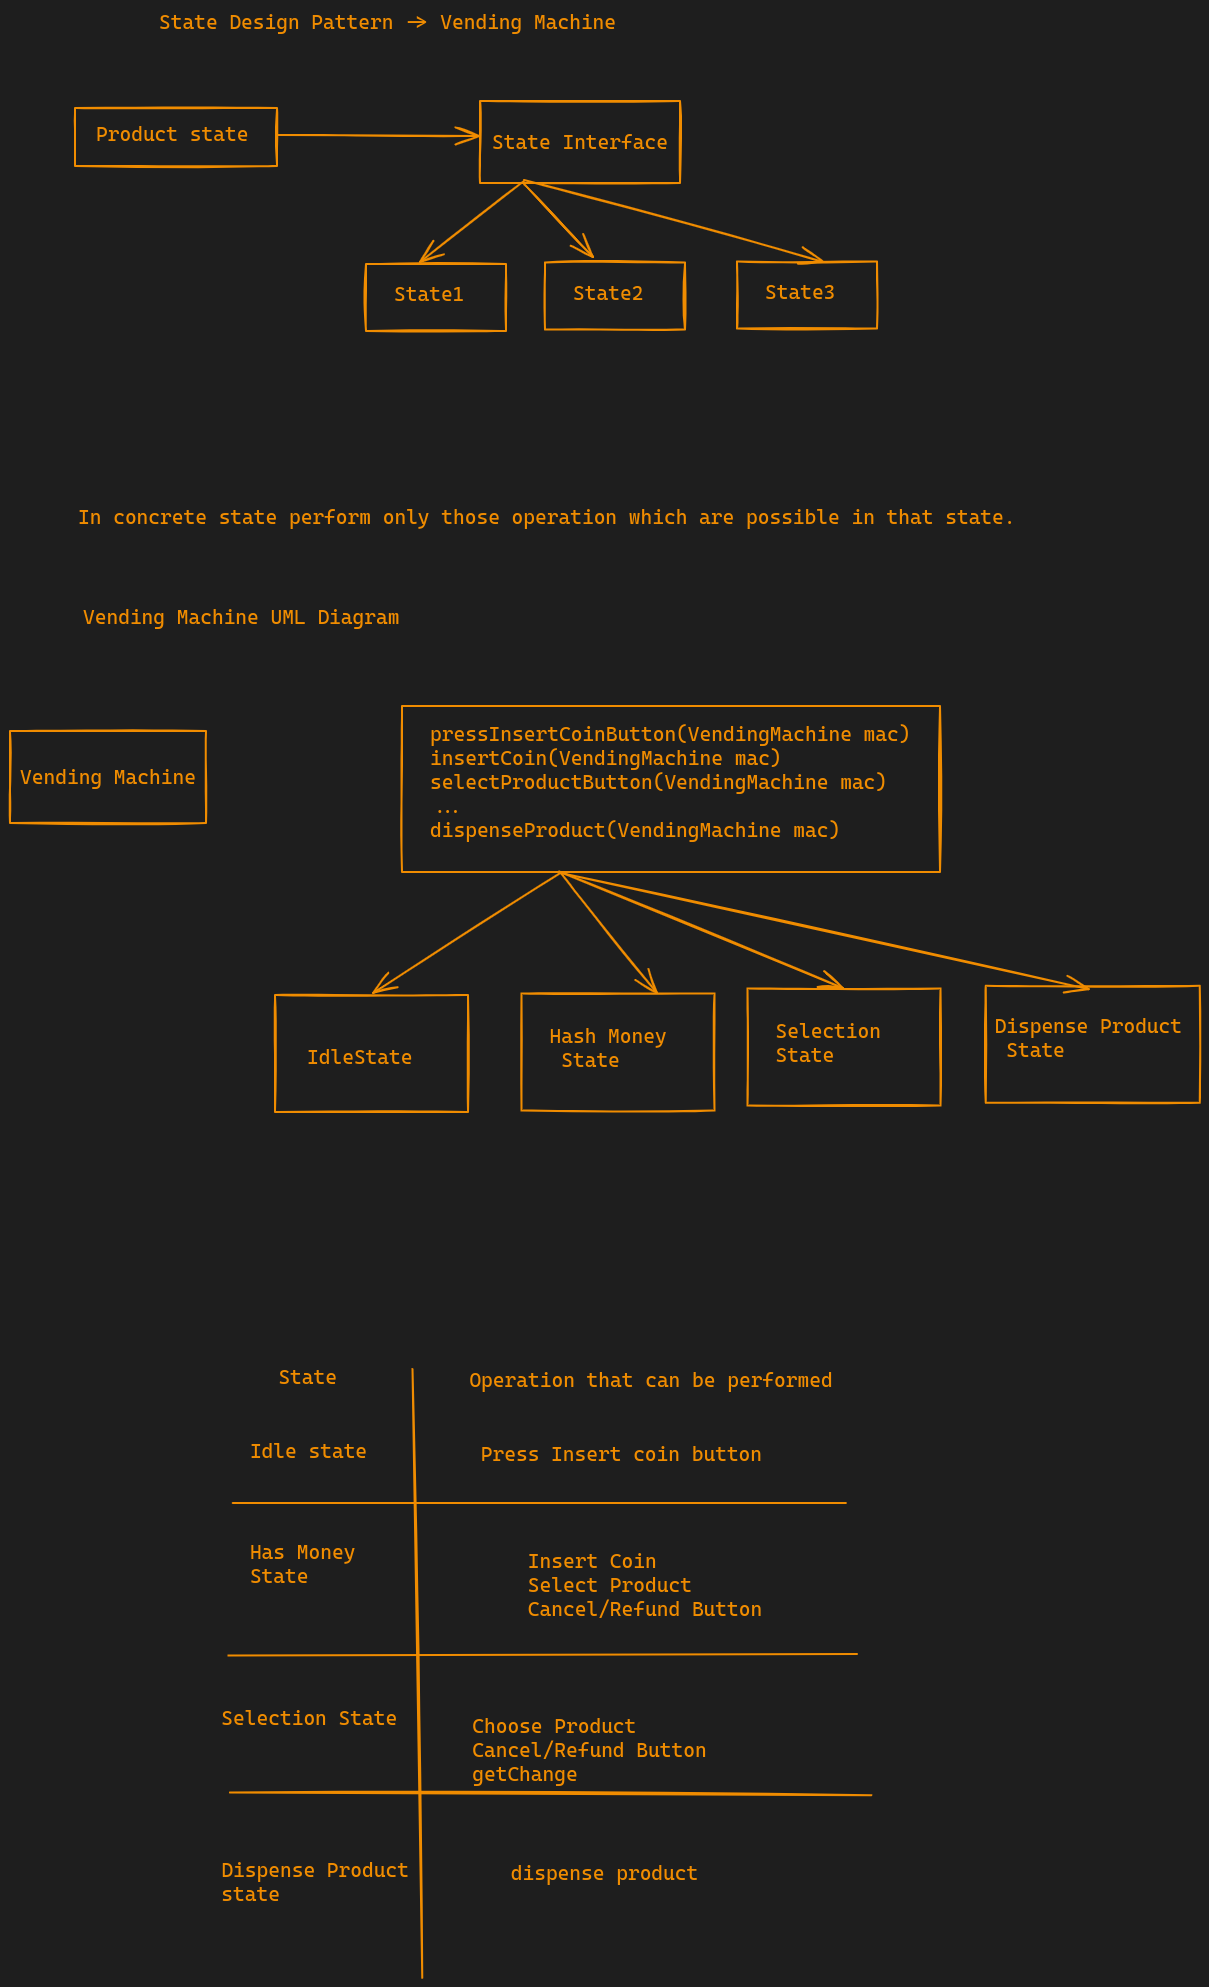 State Design Pattern → Vending Machine
Product state
State Interface
State1
State2
State3
In concrete state perform only those operation which are possible in that state.
Vending Machine UML Diagram
Vending Machine
pressInsertCoinButton(VendingMachine mac)
insertCoin(VendingMachine mac)
selectProductButton(VendingMachine mac)
...
dispenseProduct(VendingMachine mac)
IdleState
Hash Money
State
Selection
State
Dispense Product
State
State
Operation that can be performed
Idle state
Press Insert coin button
Has Money
State
Insert Coin
Select Product
Cancel/Refund Button
Selection State
Choose Product
Cancel/Refund Button
getChange
Dispense Product
state
dispense product